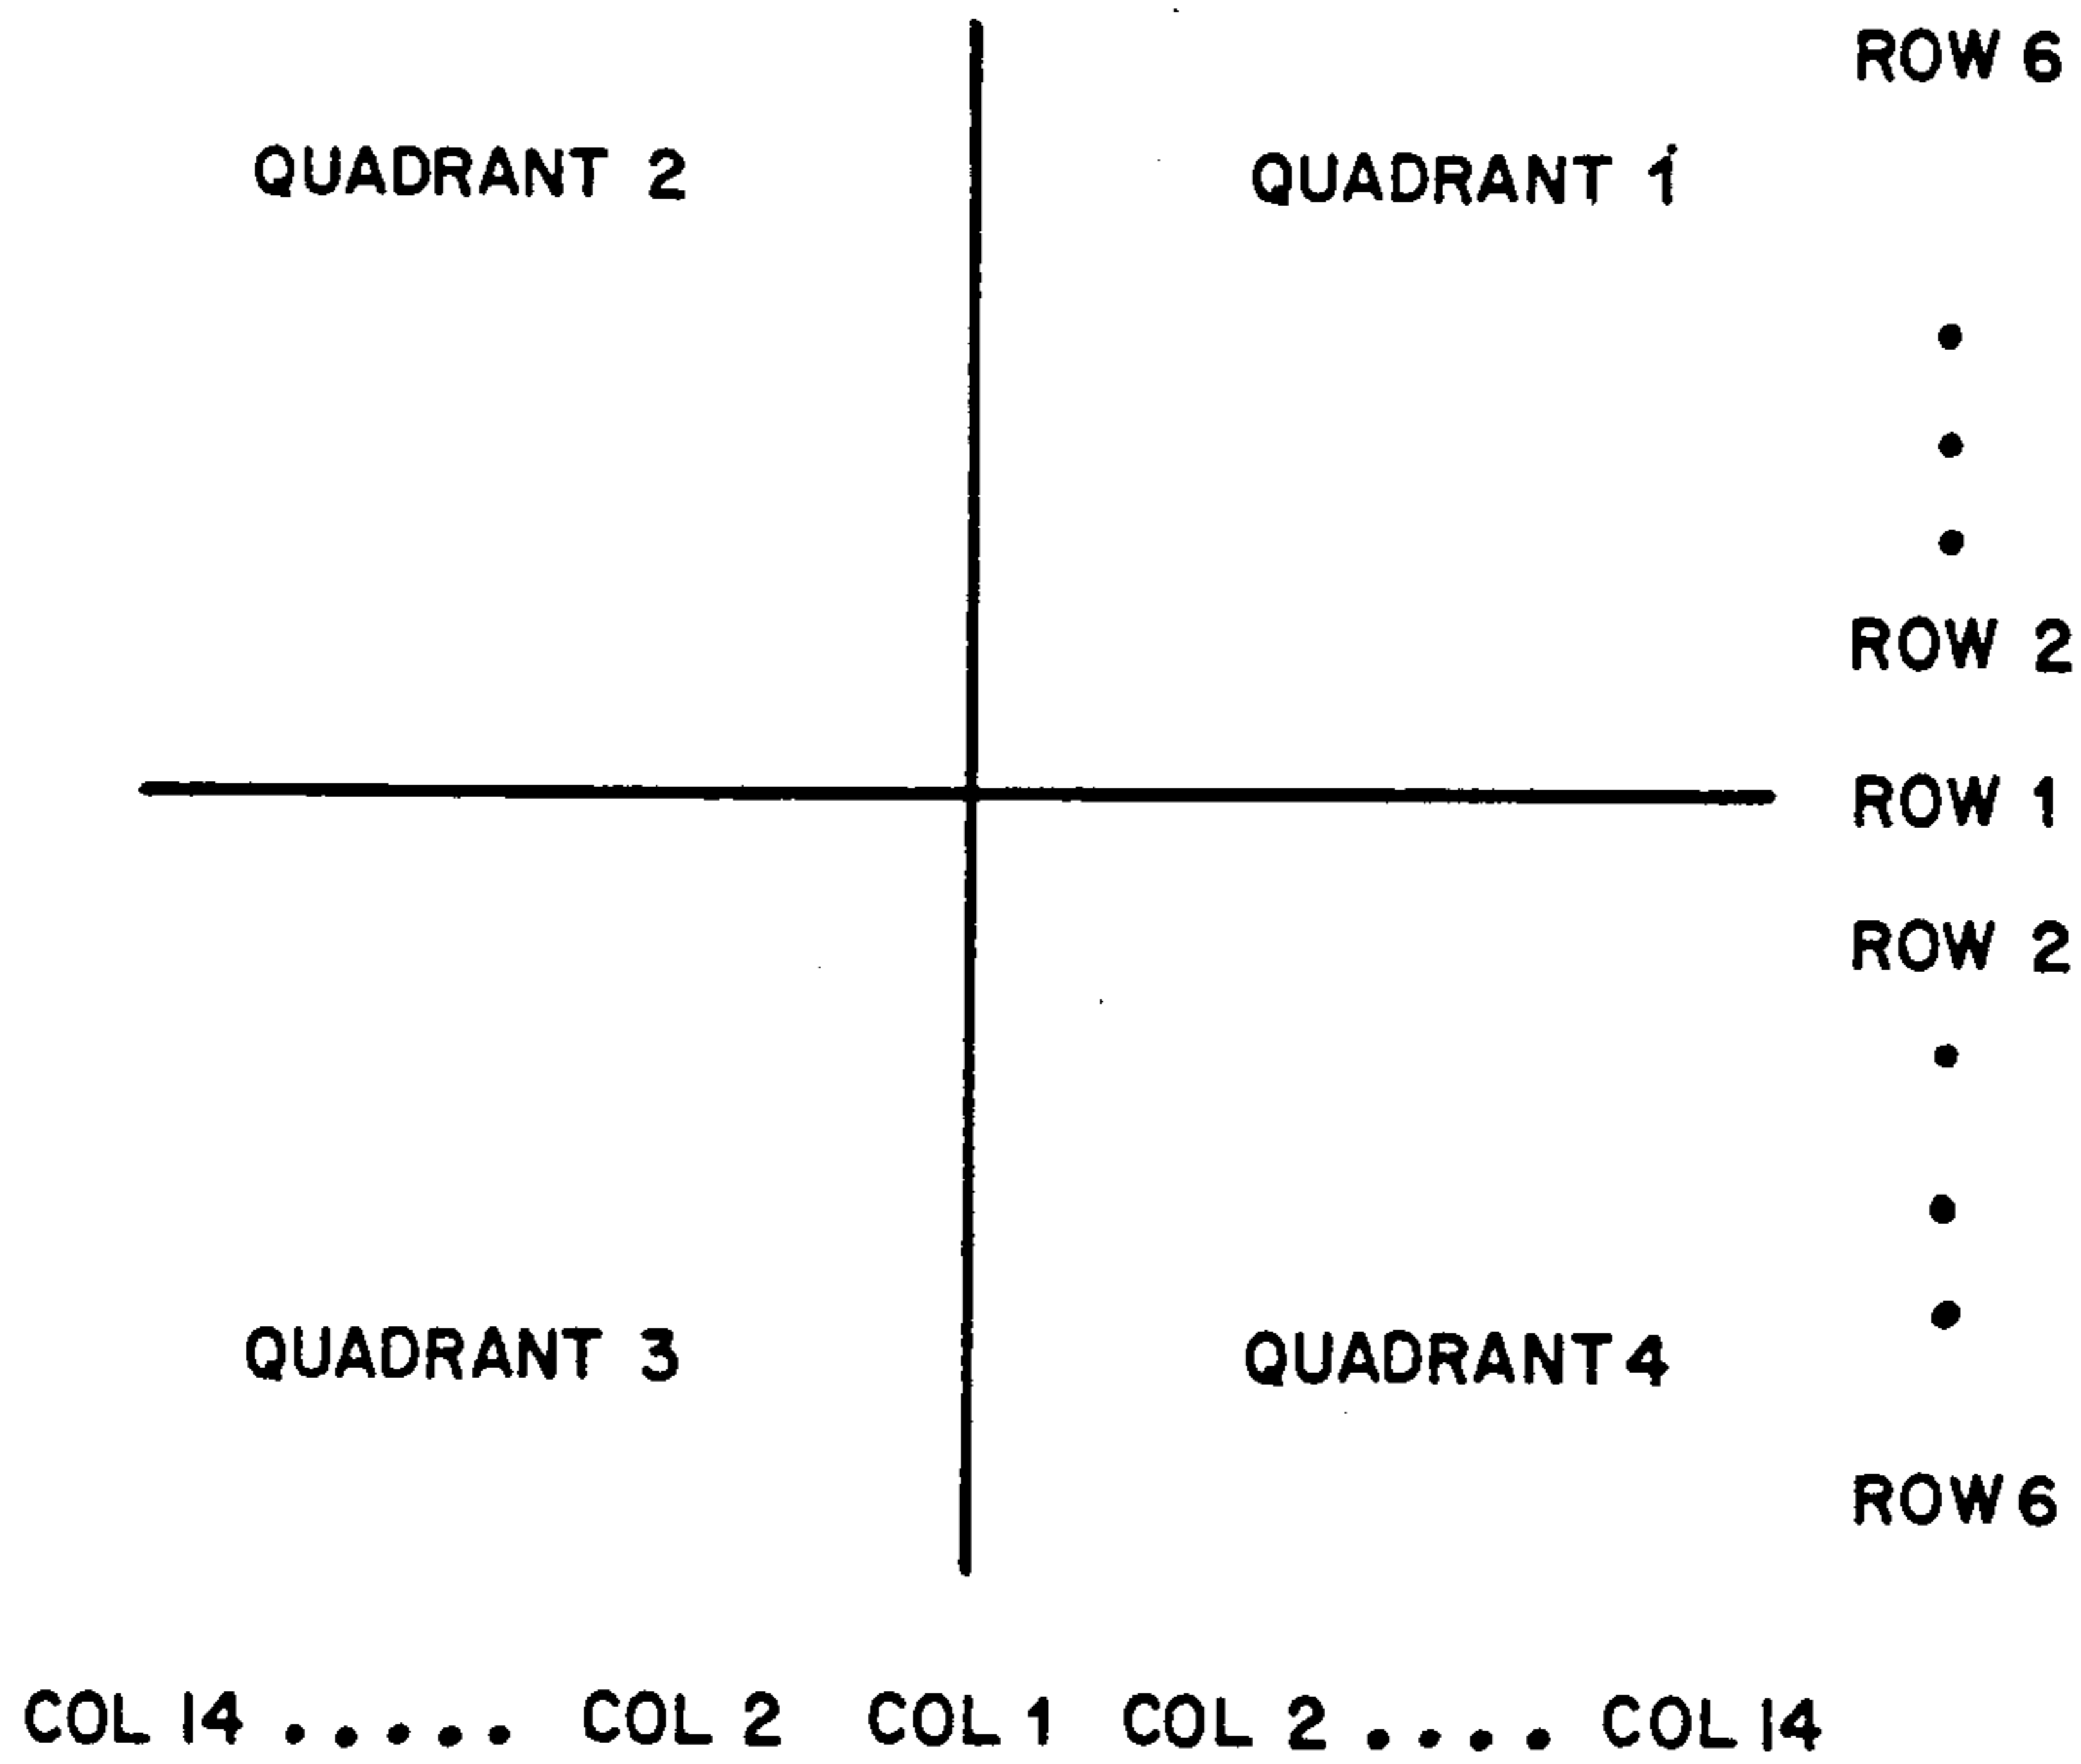 ROW 6
QUADRANT 2 QUADRANT 1
ROW 2
ROW 1
ROW 2
QUADRANT 3 QUADRANT 4
ROW 6
COL 14 ..... COL 2 COL 1 COL 2 .... COL 14